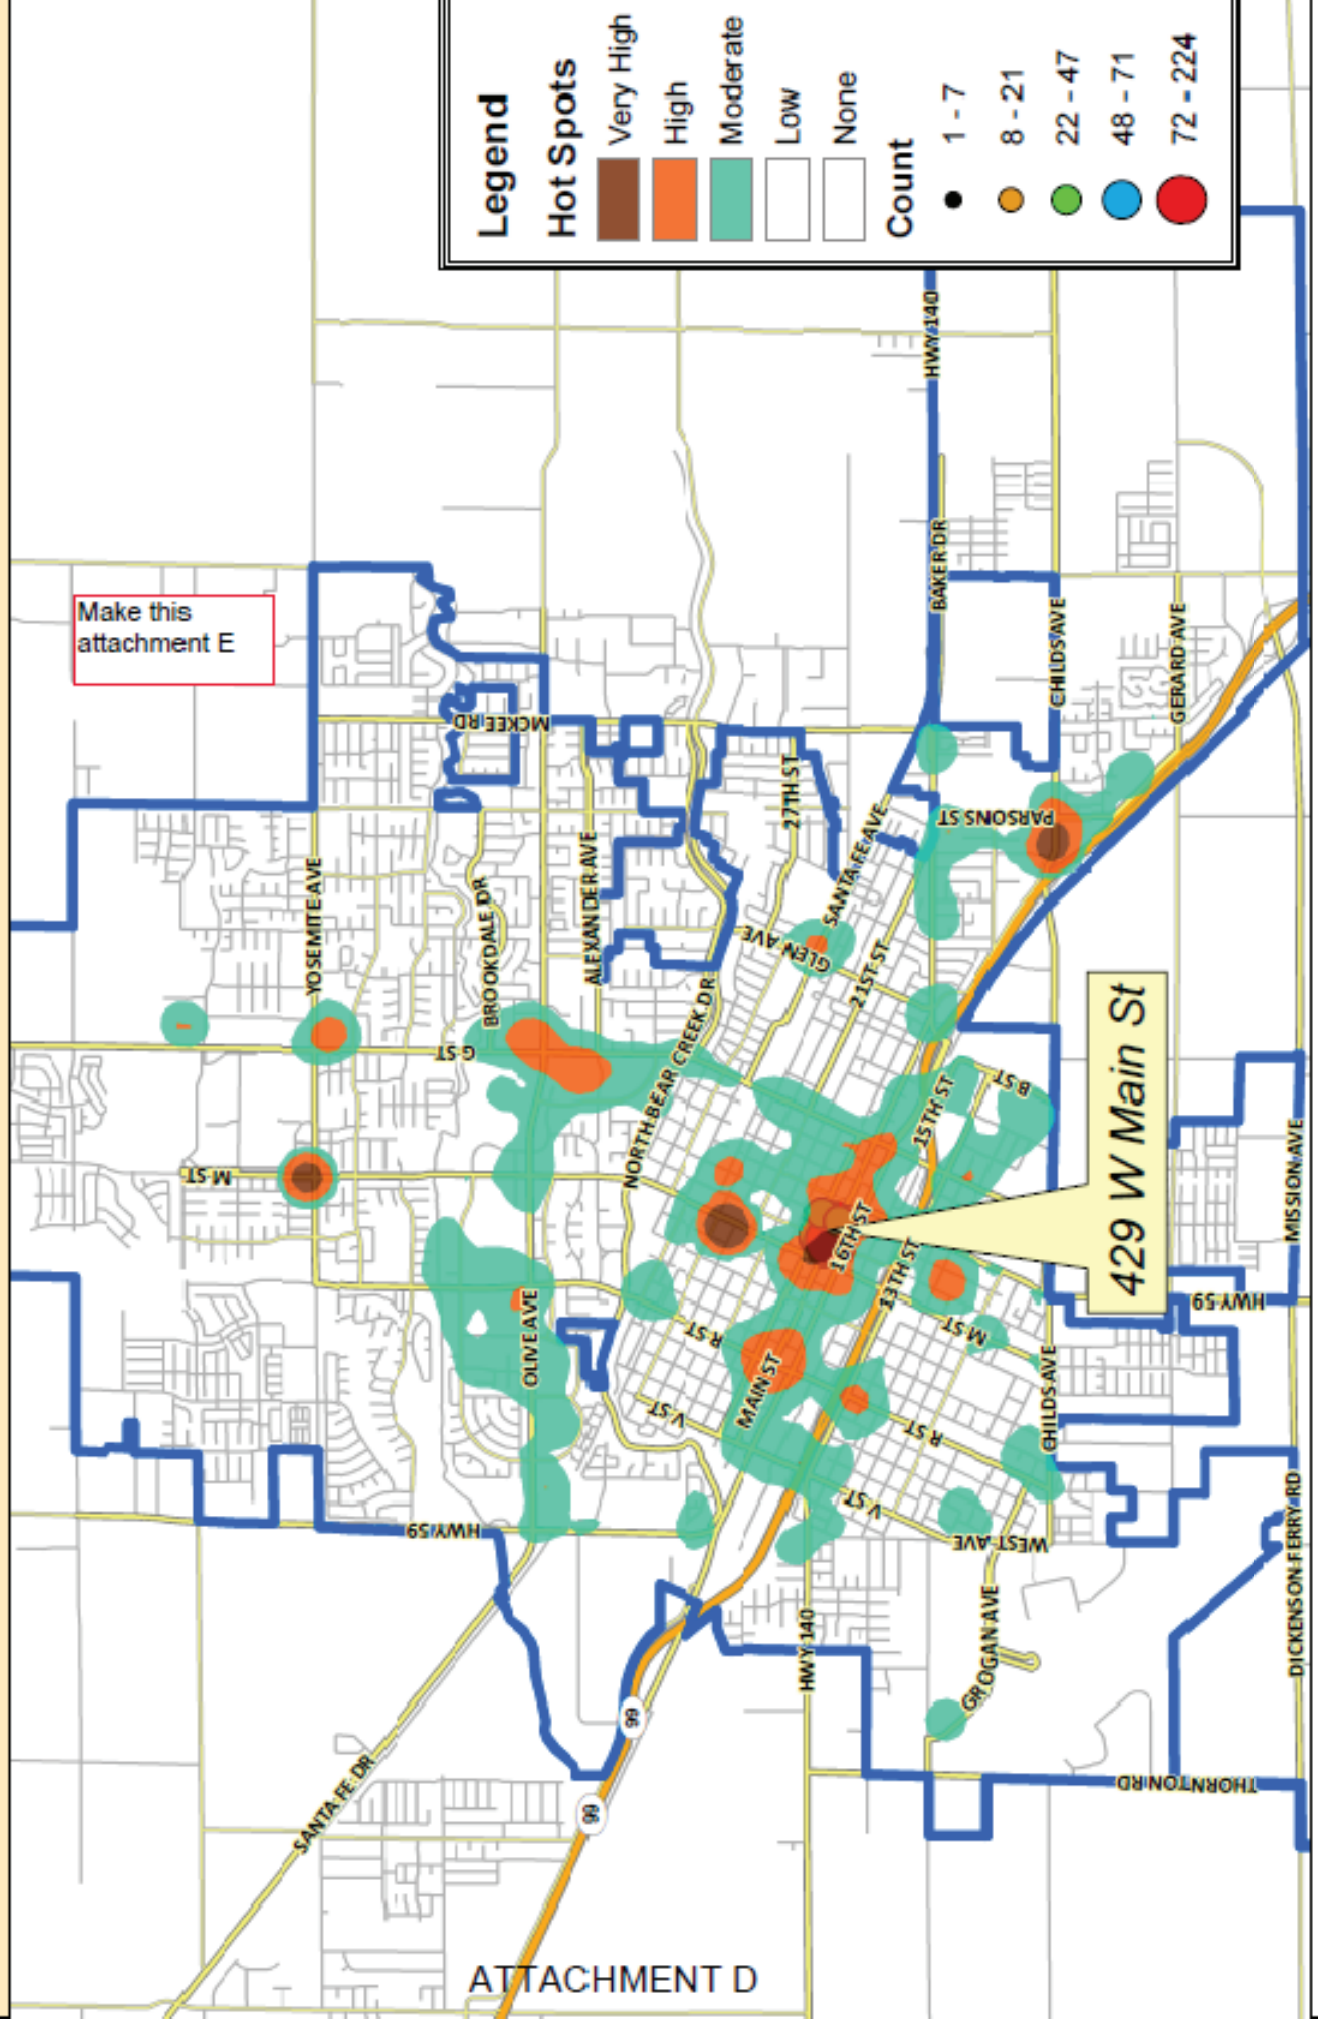 Legend
Hot Spots
Very High
High
Moderate
Low
None
Count
1 - 7
8 - 21
22 - 47
48 - 71
72 - 224
Make this
attachment E
HWY 140
BAKER DR
CHILDS AVE
GERARD AVE
MCKEE RD
27TH ST
SANTA FE AVE
PARSONS ST
YOSEMITE AVE
BROOKDALE DR
ALEXANDER AVE
GLEN AVE
21ST ST
G ST
NORTH BEAR CREEK DR
15TH ST
B ST
M ST
16TH ST
13TH ST
429 W Main St
MISSION AVE
HWY 59
OLIVE AVE
R ST
M ST
MAIN ST
CHILDS AVE
V ST
R ST
HWY 59
V ST
WEST AVE
DICKENSON FERRY RD
GROGAN AVE
HWY 140
99
THORNTON RD
SANTA FE DR
99
ATTACHMENT D